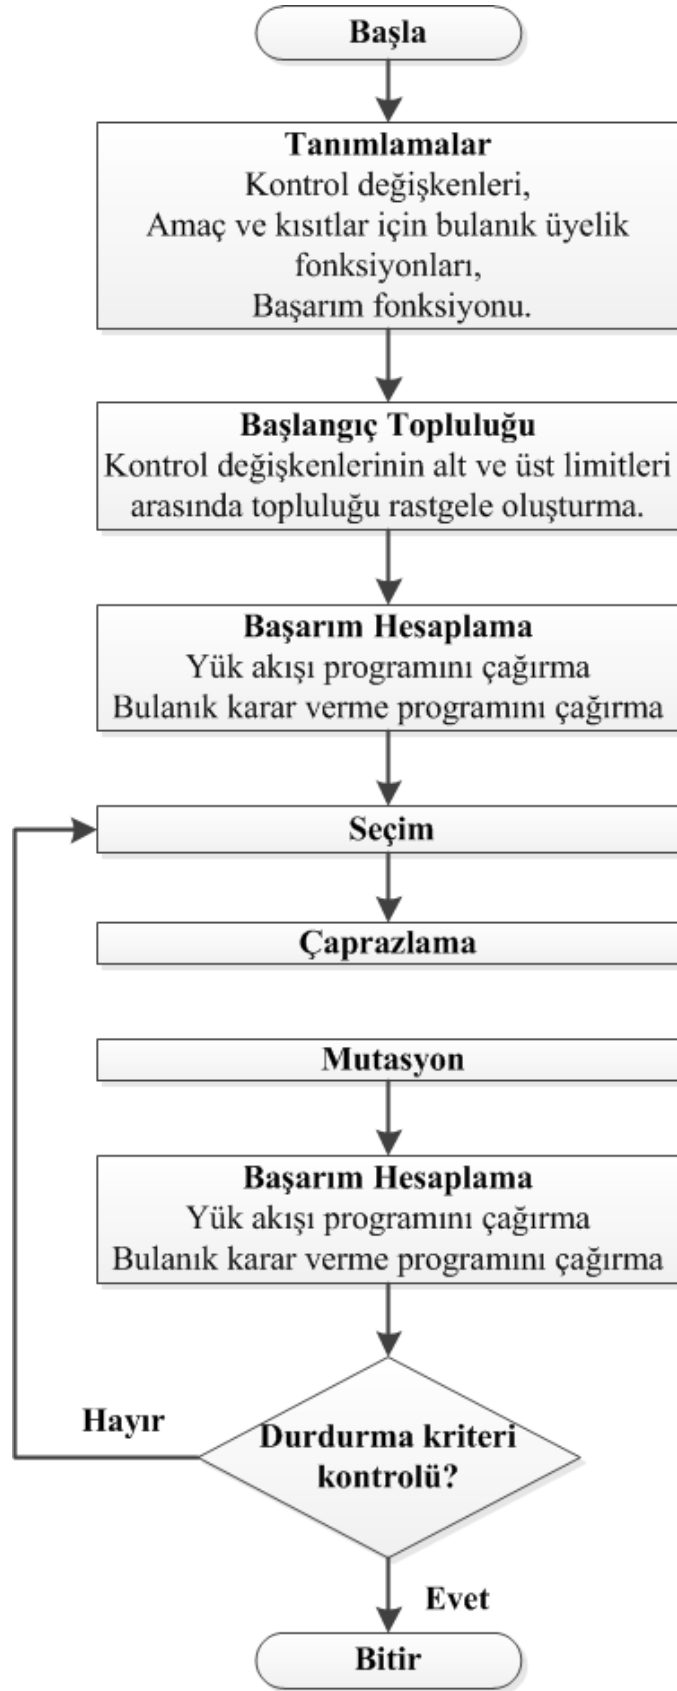 Başla
Tanımlamalar
Kontrol değişkenleri,
Amaç ve kısıtlar için bulanık üyelik
fonksiyonları,
Başarım fonksiyonu.
Başlangıç Topluluğu
Kontrol değişkenlerinin alt ve üst limitleri
arasında topluluğu rastgele oluşturma.
Başarım Hesaplama
Yük akışı programını çağırma
Bulanık karar verme programını çağırma
Seçim
Çaprazlama
Mutasyon
Başarım Hesaplama
Yük akışı programını çağırma
Bulanık karar verme programını çağırma
Hayır
Durdurma kriteri
kontrolü?
Evet
Bitir